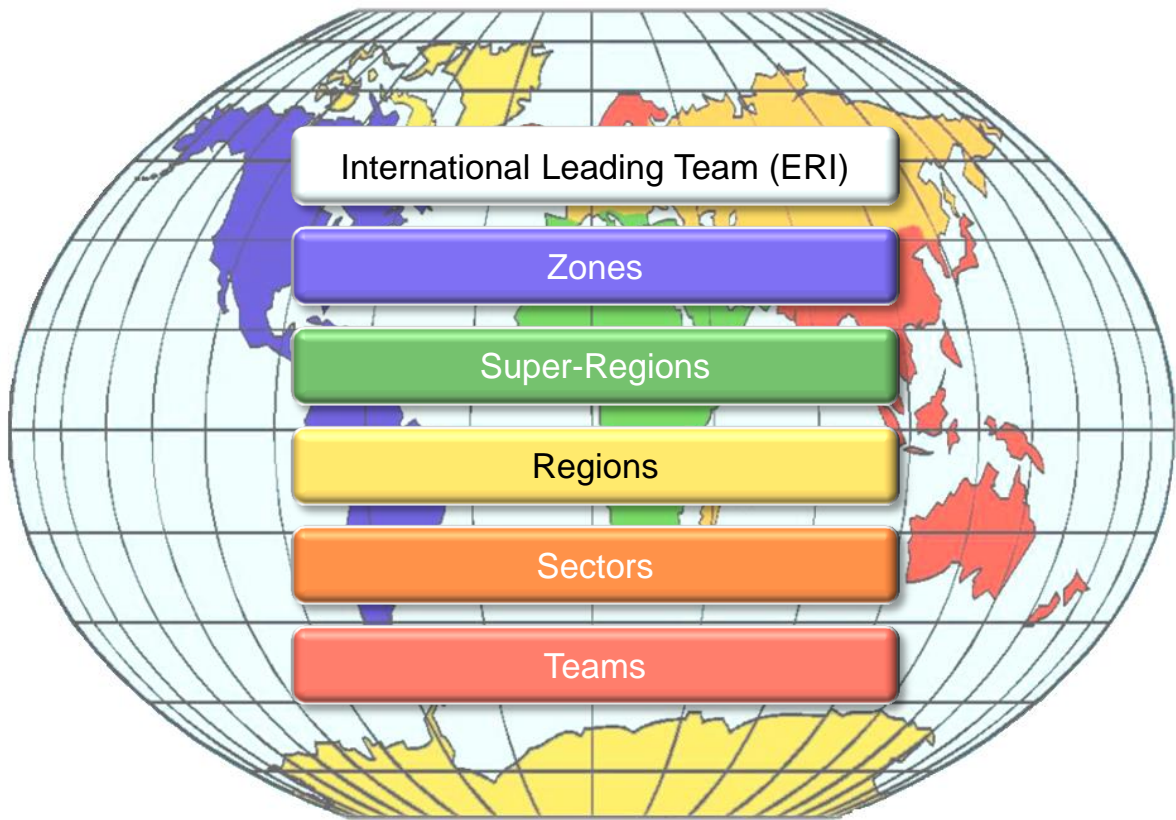 International Leading Team (ERI)
Zones
Super-Regions
Regions
Sectors
Teams